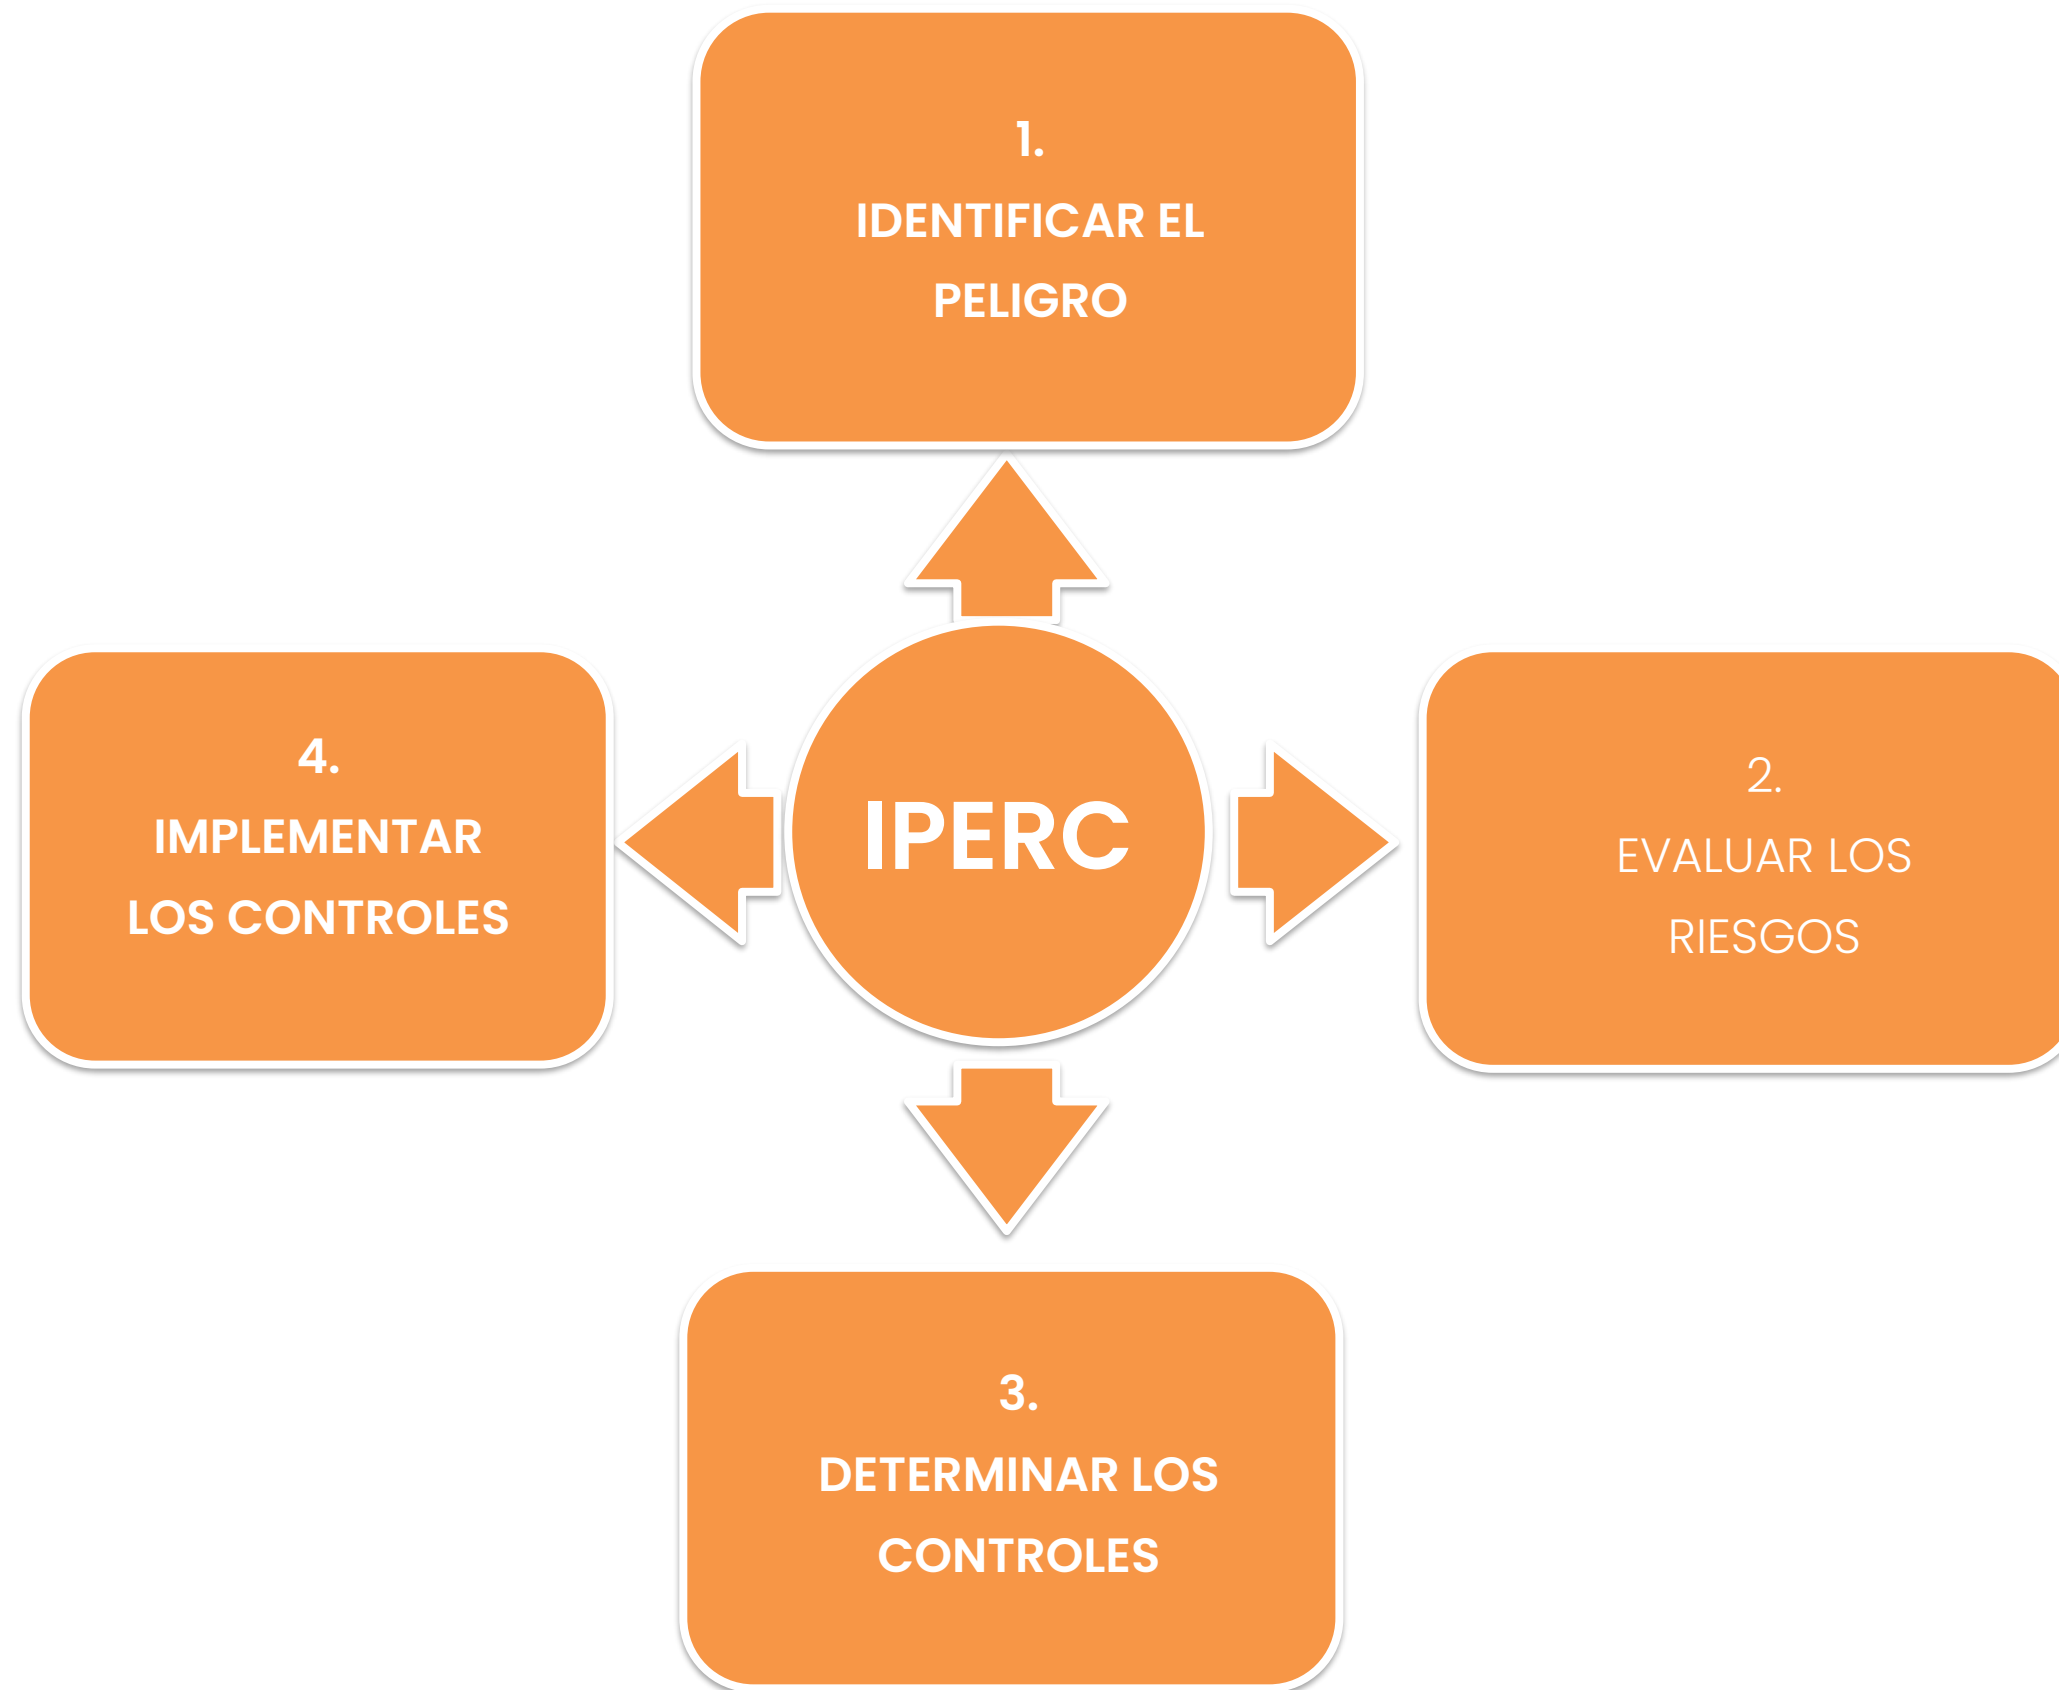 1.
IDENTIFICAR EL
PELIGRO
4.
IMPLEMENTAR
LOS CONTROLES
IPERC
2.
EVALUAR LOS
RIESGOS
3.
DETERMINAR LOS
CONTROLES